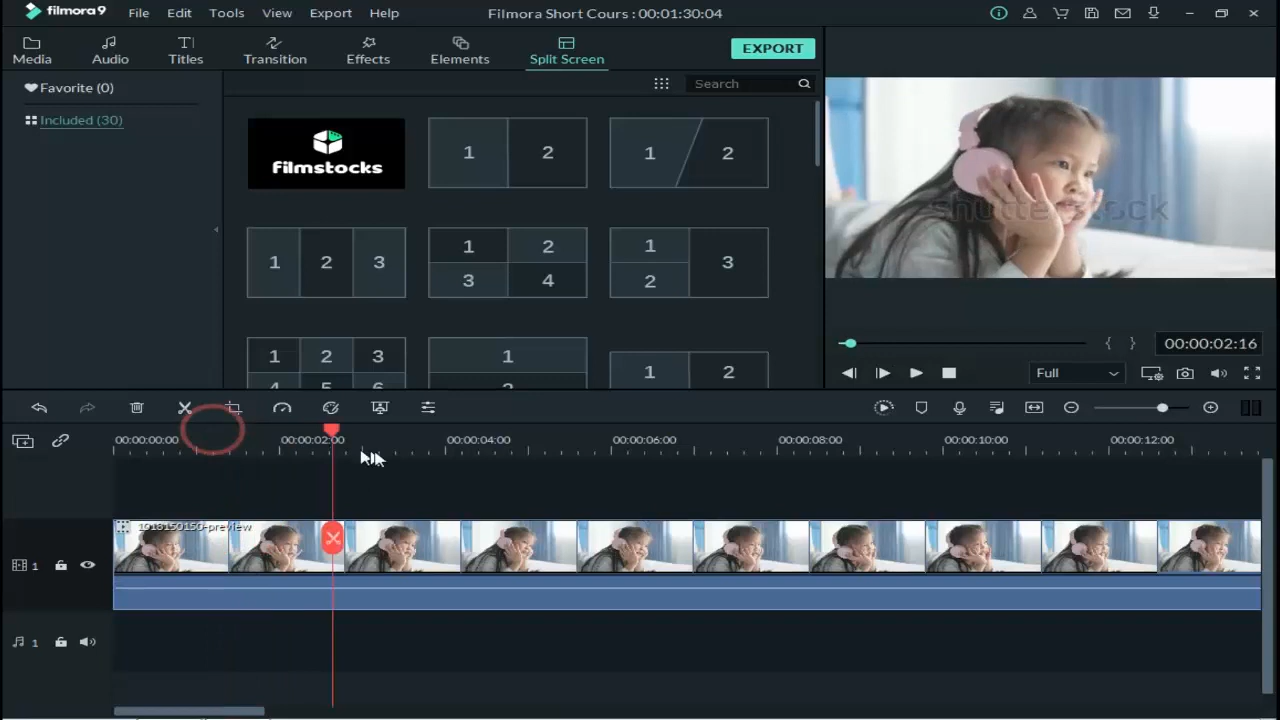 filmora 9
File Edit Tools View Export Help
Filmora Short Cours : 00:01:30:04
Media Audio Titles Transition Effects Elements Split Screen
EXPORT
Favorite (0)
Included (30)
Search
filmstocks
1 2
1 2
1 2 3
1 2
3 4
1 3
2
1 2 3
4 5 6
1
2
1 2
shutterstock
00:00:02:16
Full
00:00:00:00 00:00:02:00 00:00:04:00 00:00:06:00 00:00:08:00 00:00:10:00 00:00:12:00
1018150150-preview
1
1